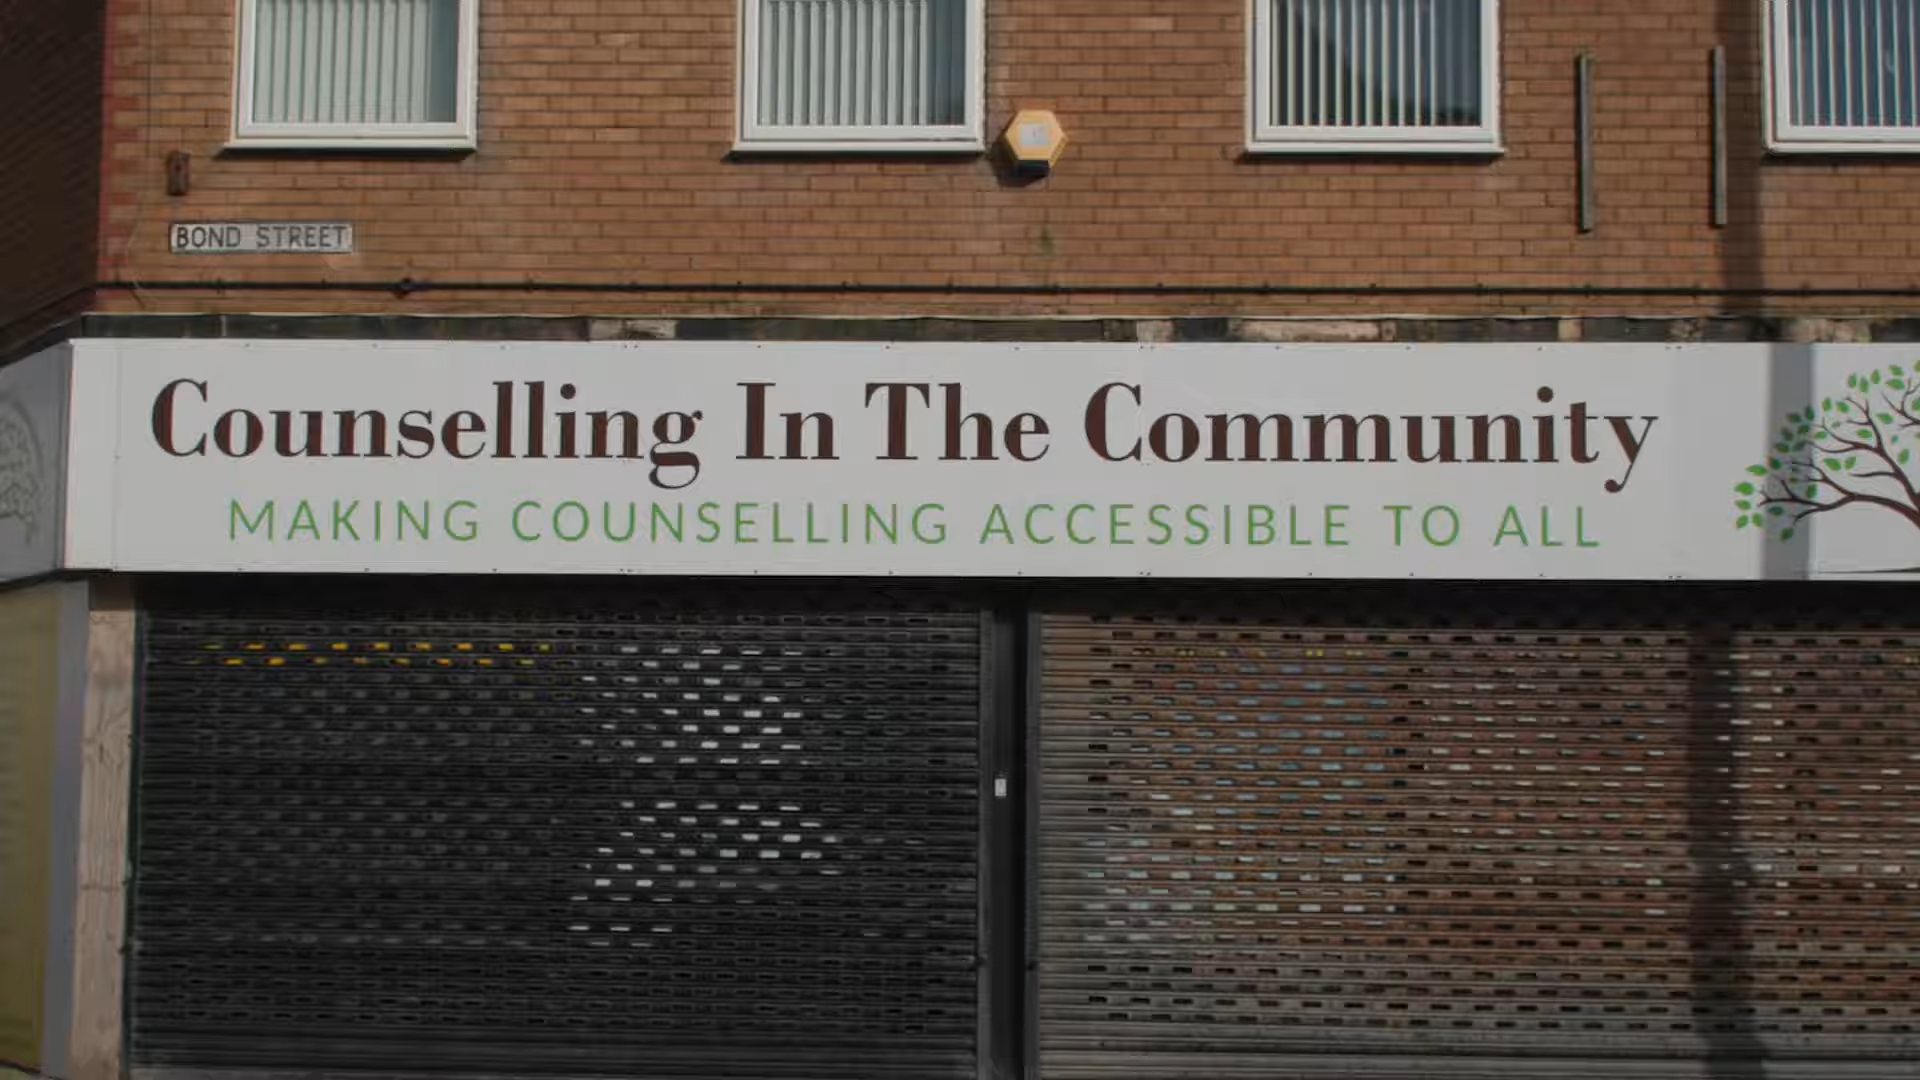 BOND STREET
Counselling In The Community
MAKING COUNSELLING ACCESSIBLE TO ALL